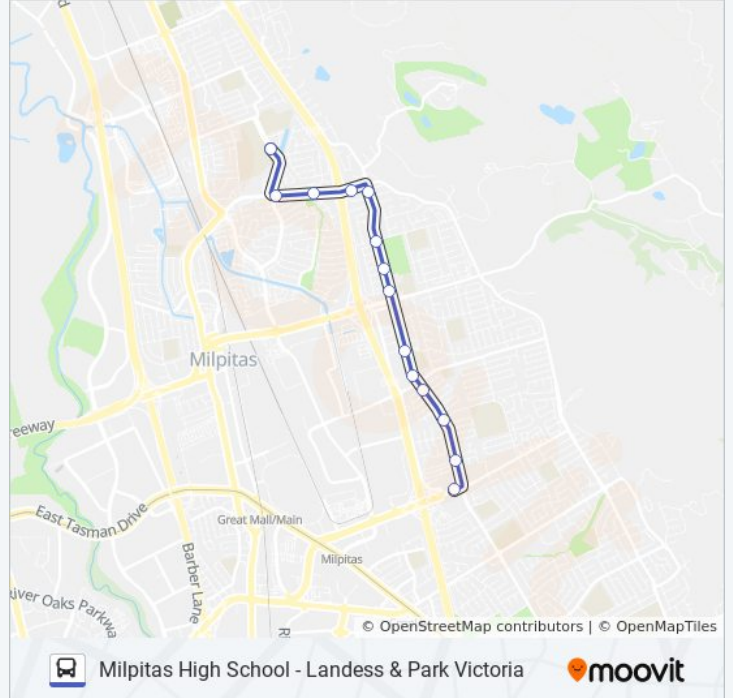 Milpitas
eeway
East Tasman Drive
Great Mall/Main
Milpitas
Barber Lane
iver Oaks Parkwa
© OpenStreetMap contributors | © OpenMapTiles
Milpitas High School - Landess & Park Victoria
moovit